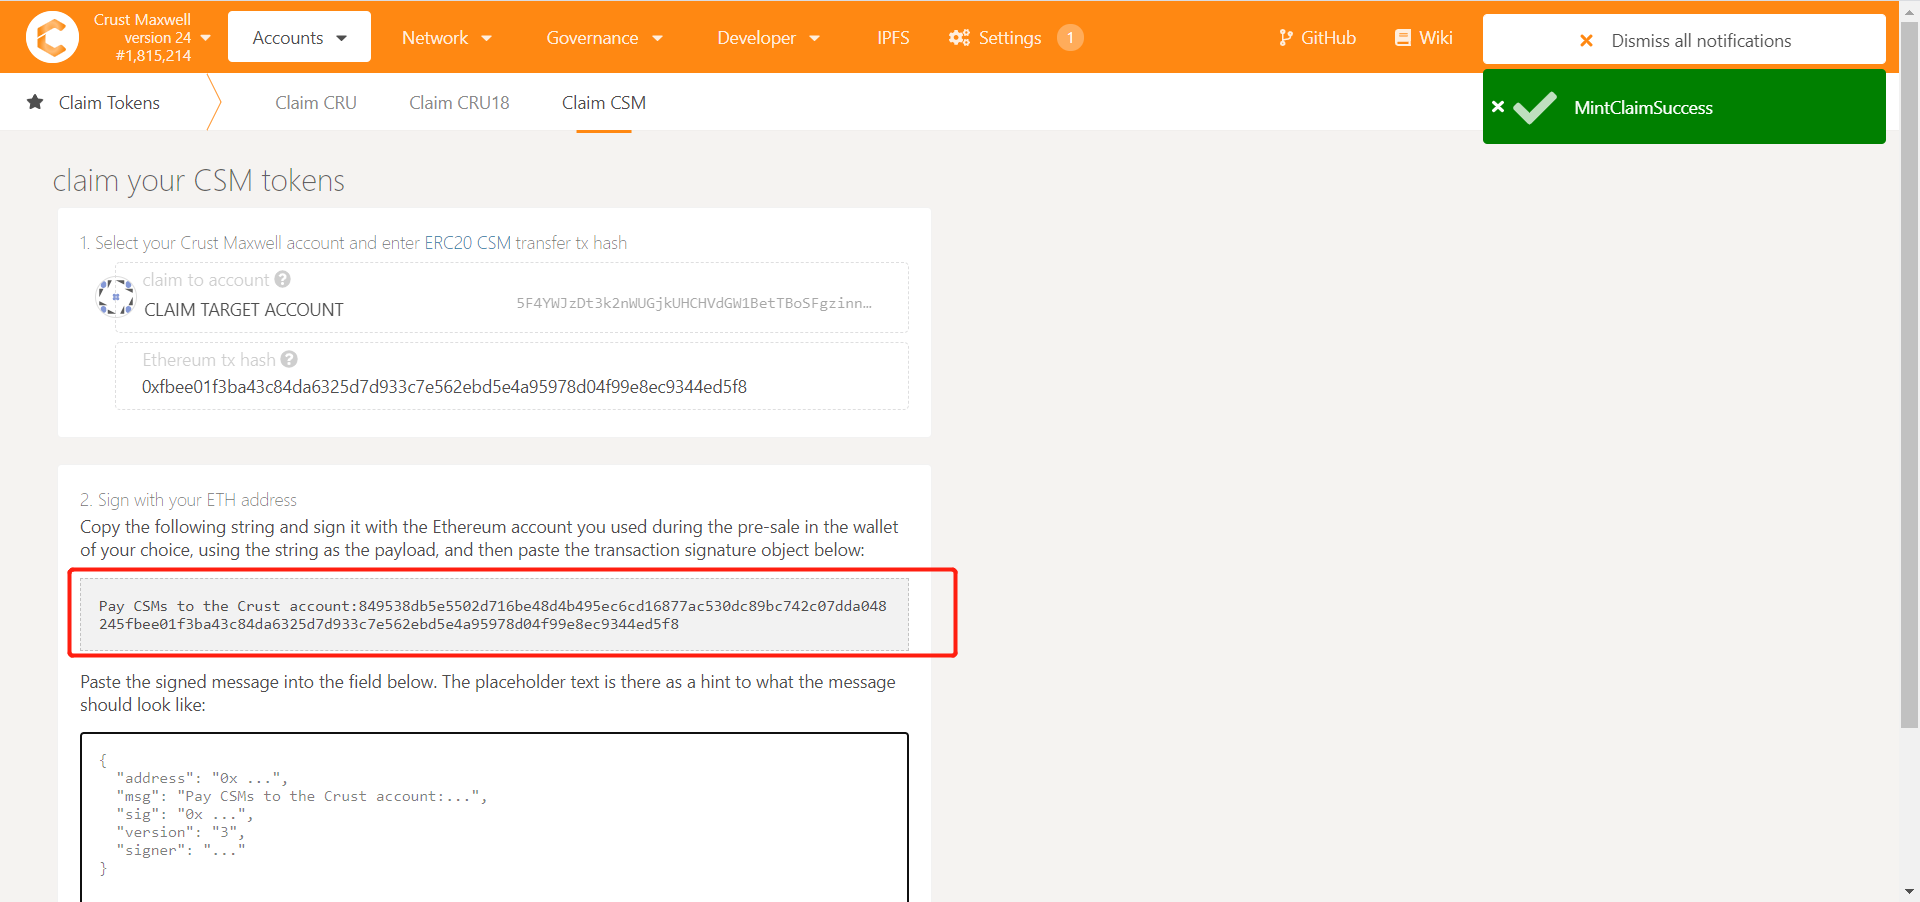 Crust Maxwell
version 24
#1,815,214
Accounts
Network
Governance
Developer
IPFS
Settings
1
GitHub
Wiki
Dismiss all notifications
MintClaimSuccess
Claim Tokens
Claim CRU
Claim CRU18
Claim CSM
claim your CSM tokens
1. Select your Crust Maxwell account and enter ERC20 CSM transfer tx hash
claim to account
CLAIM TARGET ACCOUNT
5F4YWJzDt3k2nWUGjkUHCHVdGW1BetTBoSFgzinn…
Ethereum tx hash
0xfbee01f3ba43c84da6325d7d933c7e562ebd5e4a95978d04f99e8ec9344ed5f8
2. Sign with your ETH address
Copy the following string and sign it with the Ethereum account you used during the pre-sale in the wallet
of your choice, using the string as the payload, and then paste the transaction signature object below:
Pay CSMs to the Crust account:849538db5e5502d716be48d4b495ec6cd16877ac530dc89bc742c07dda048
245fbee01f3ba43c84da6325d7d933c7e562ebd5e4a95978d04f99e8ec9344ed5f8
Paste the signed message into the field below. The placeholder text is there as a hint to what the message
should look like:
{
"address": "0x ...",
"msg": "Pay CSMs to the Crust account:...",
"sig": "0x ...",
"version": "3",
"signer": "..."
}